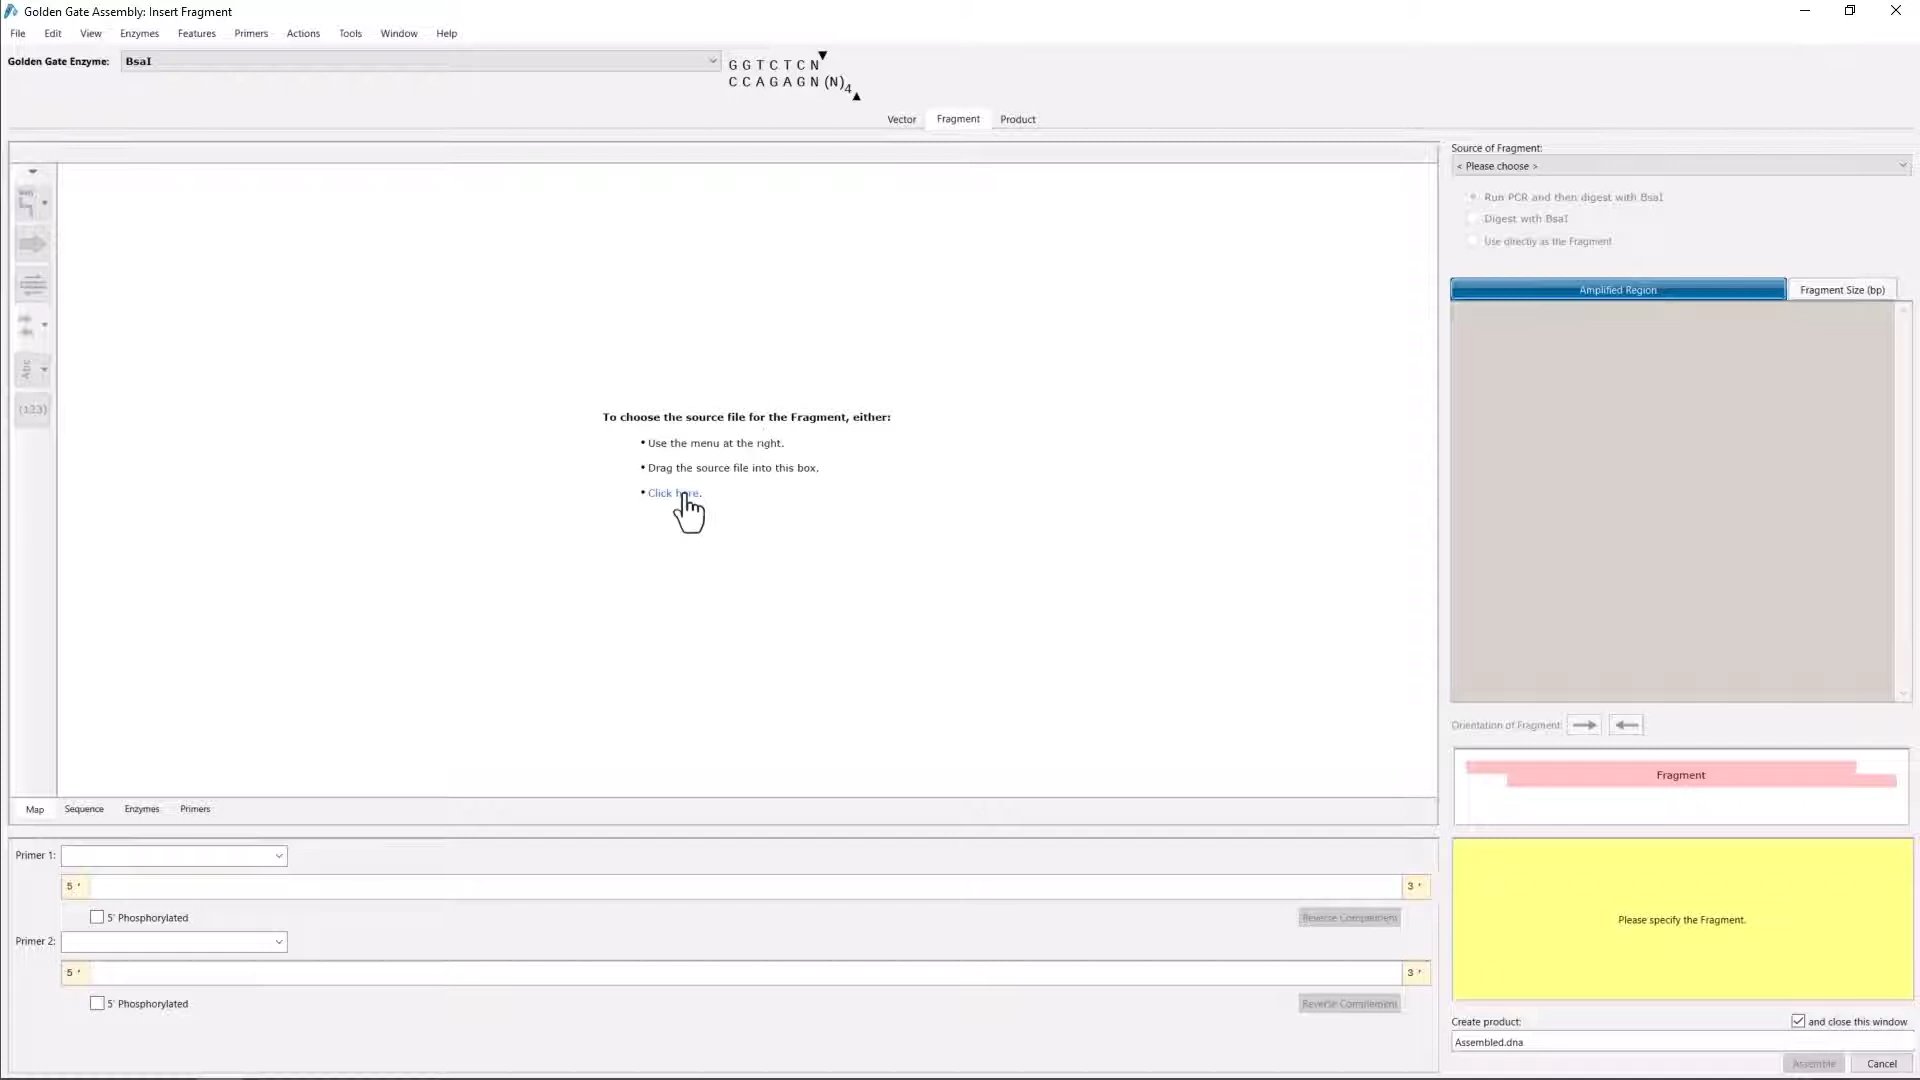 Golden Gate Assembly: Insert Fragment
File Edit View Enzymes Features Primers Actions Tools Window Help
Golden Gate Enzyme: BsaI
G G T C T C N
C C A G A G N (N)4
Vector Fragment Product
Source of Fragment:
< Please choose >
Run PCR and then digest with BsaI
Digest with BsaI
Use directly as the Fragment
Amplified Region Fragment Size (bp)
Abc
(123)
To choose the source file for the Fragment, either:
• Use the menu at the right.
• Drag the source file into this box.
• Click here.
Orientation of Fragment:
Fragment
Map Sequence Enzymes Primers
Primer 1:
5 ' 3 '
5' Phosphorylated Reverse Complement
Primer 2:
5 ' 3 '
5' Phosphorylated Reverse Complement
Please specify the Fragment.
Create product: and close this window
Assembled.dna
Assemble Cancel